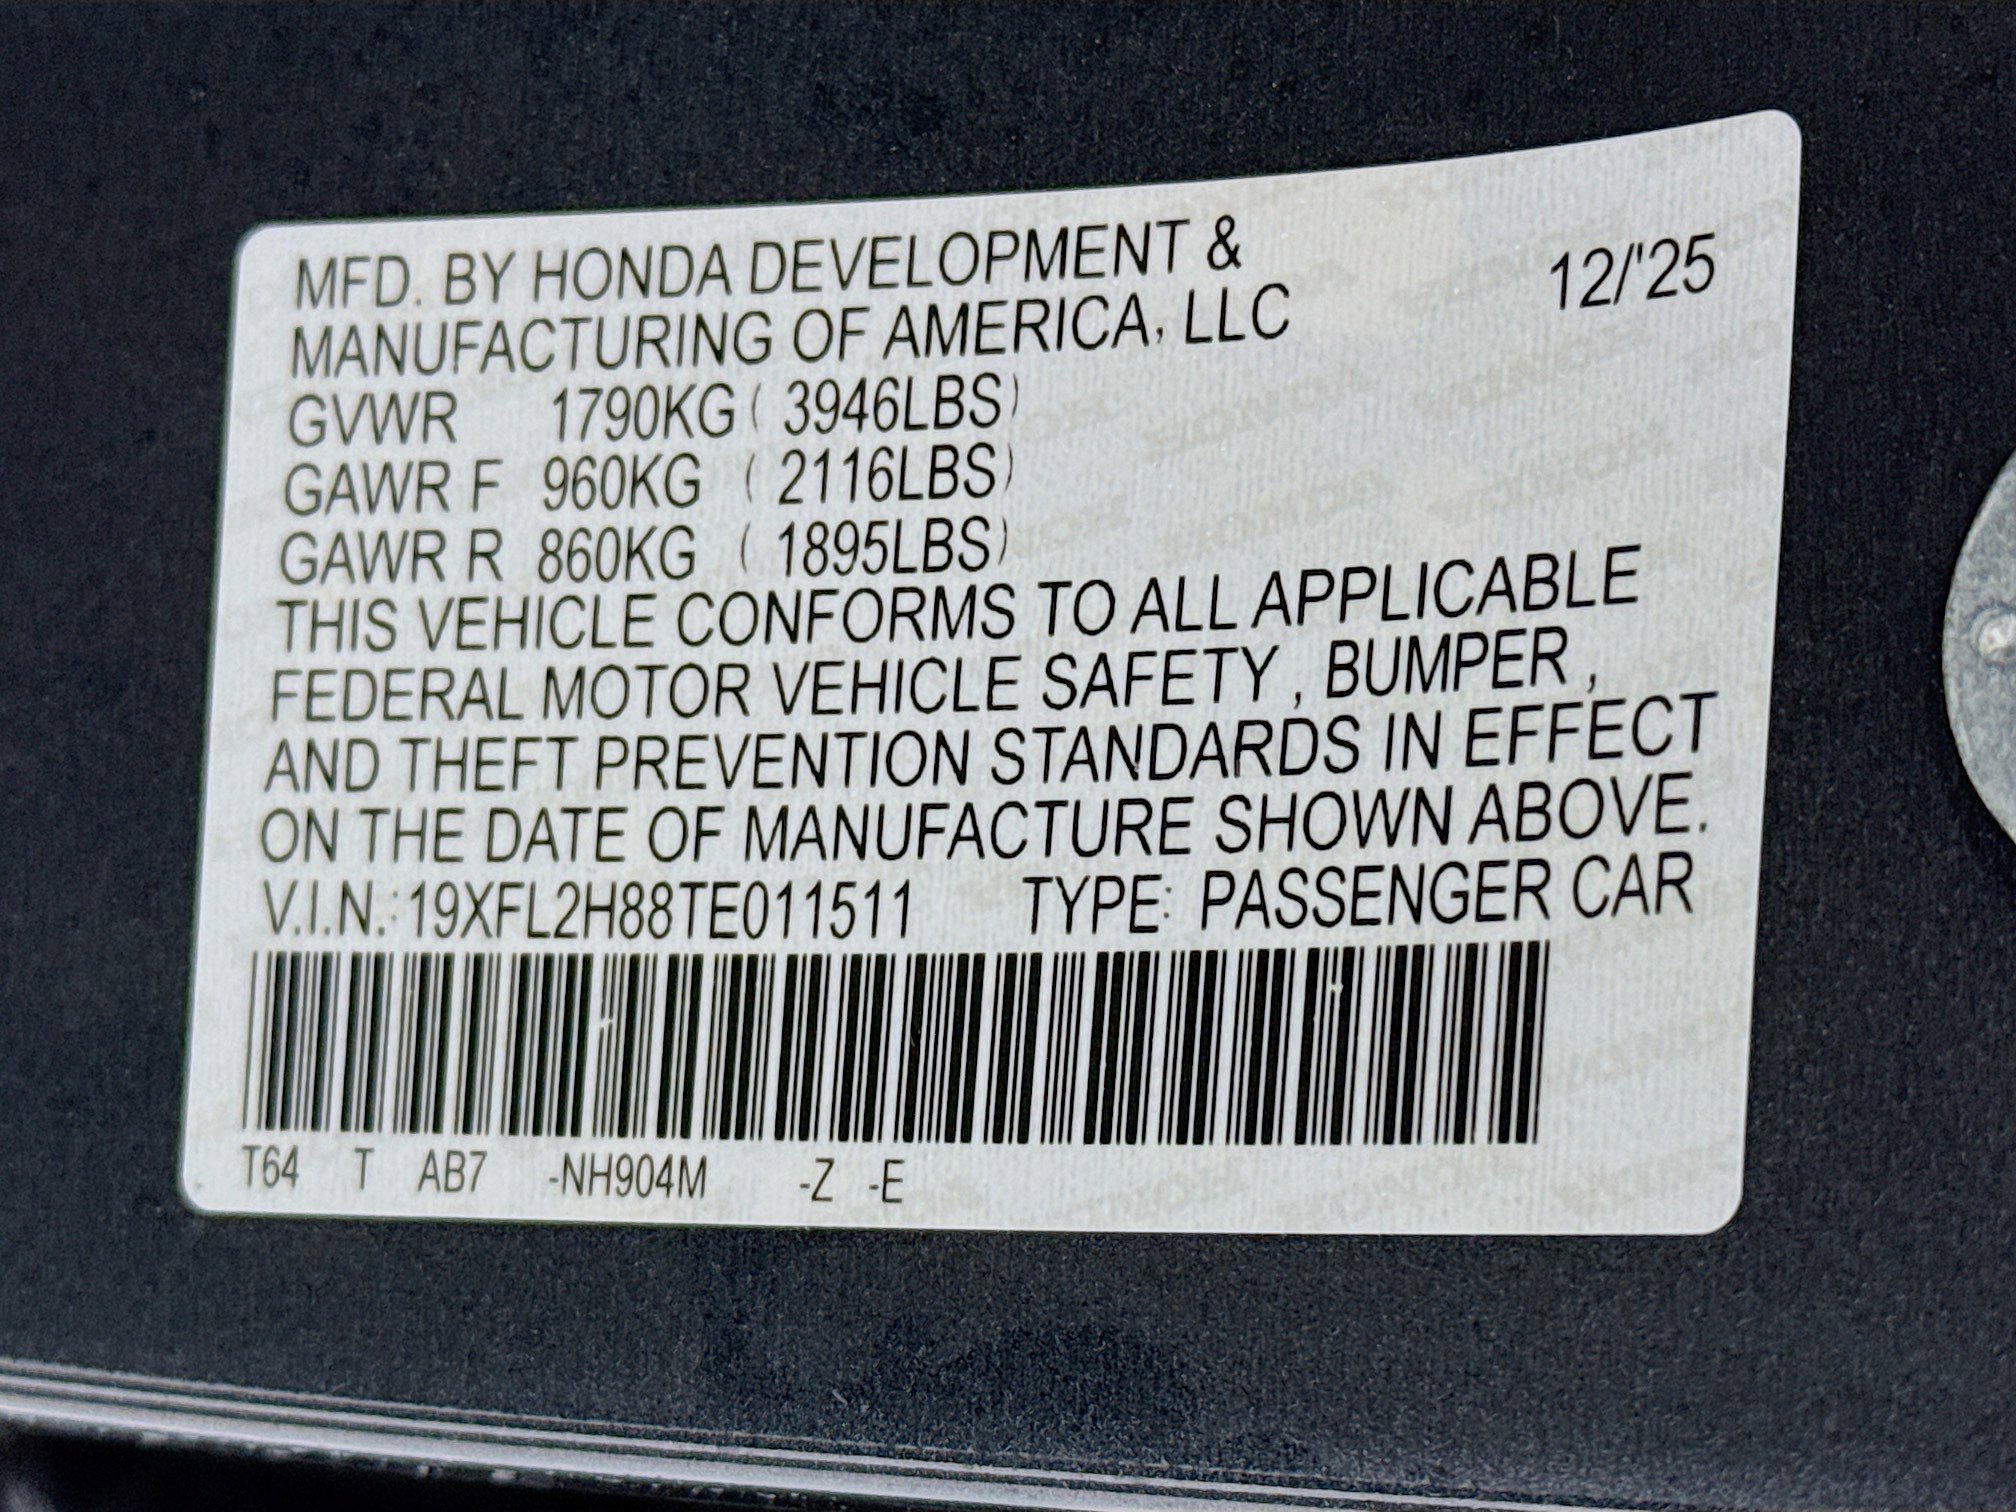 MFD. BY HONDA DEVELOPMENT & 12/'25
MANUFACTURING OF AMERICA, LLC
GVWR 1790KG ( 3946LBS)
GAWR F 960KG ( 2116LBS)
GAWR R 860KG ( 1895LBS)
THIS VEHICLE CONFORMS TO ALL APPLICABLE
FEDERAL MOTOR VEHICLE SAFETY , BUMPER ,
AND THEFT PREVENTION STANDARDS IN EFFECT
ON THE DATE OF MANUFACTURE SHOWN ABOVE.
V.I.N.: 19XFL2H88TE011511 TYPE: PASSENGER CAR
T64 T AB7 -NH904M -Z -E